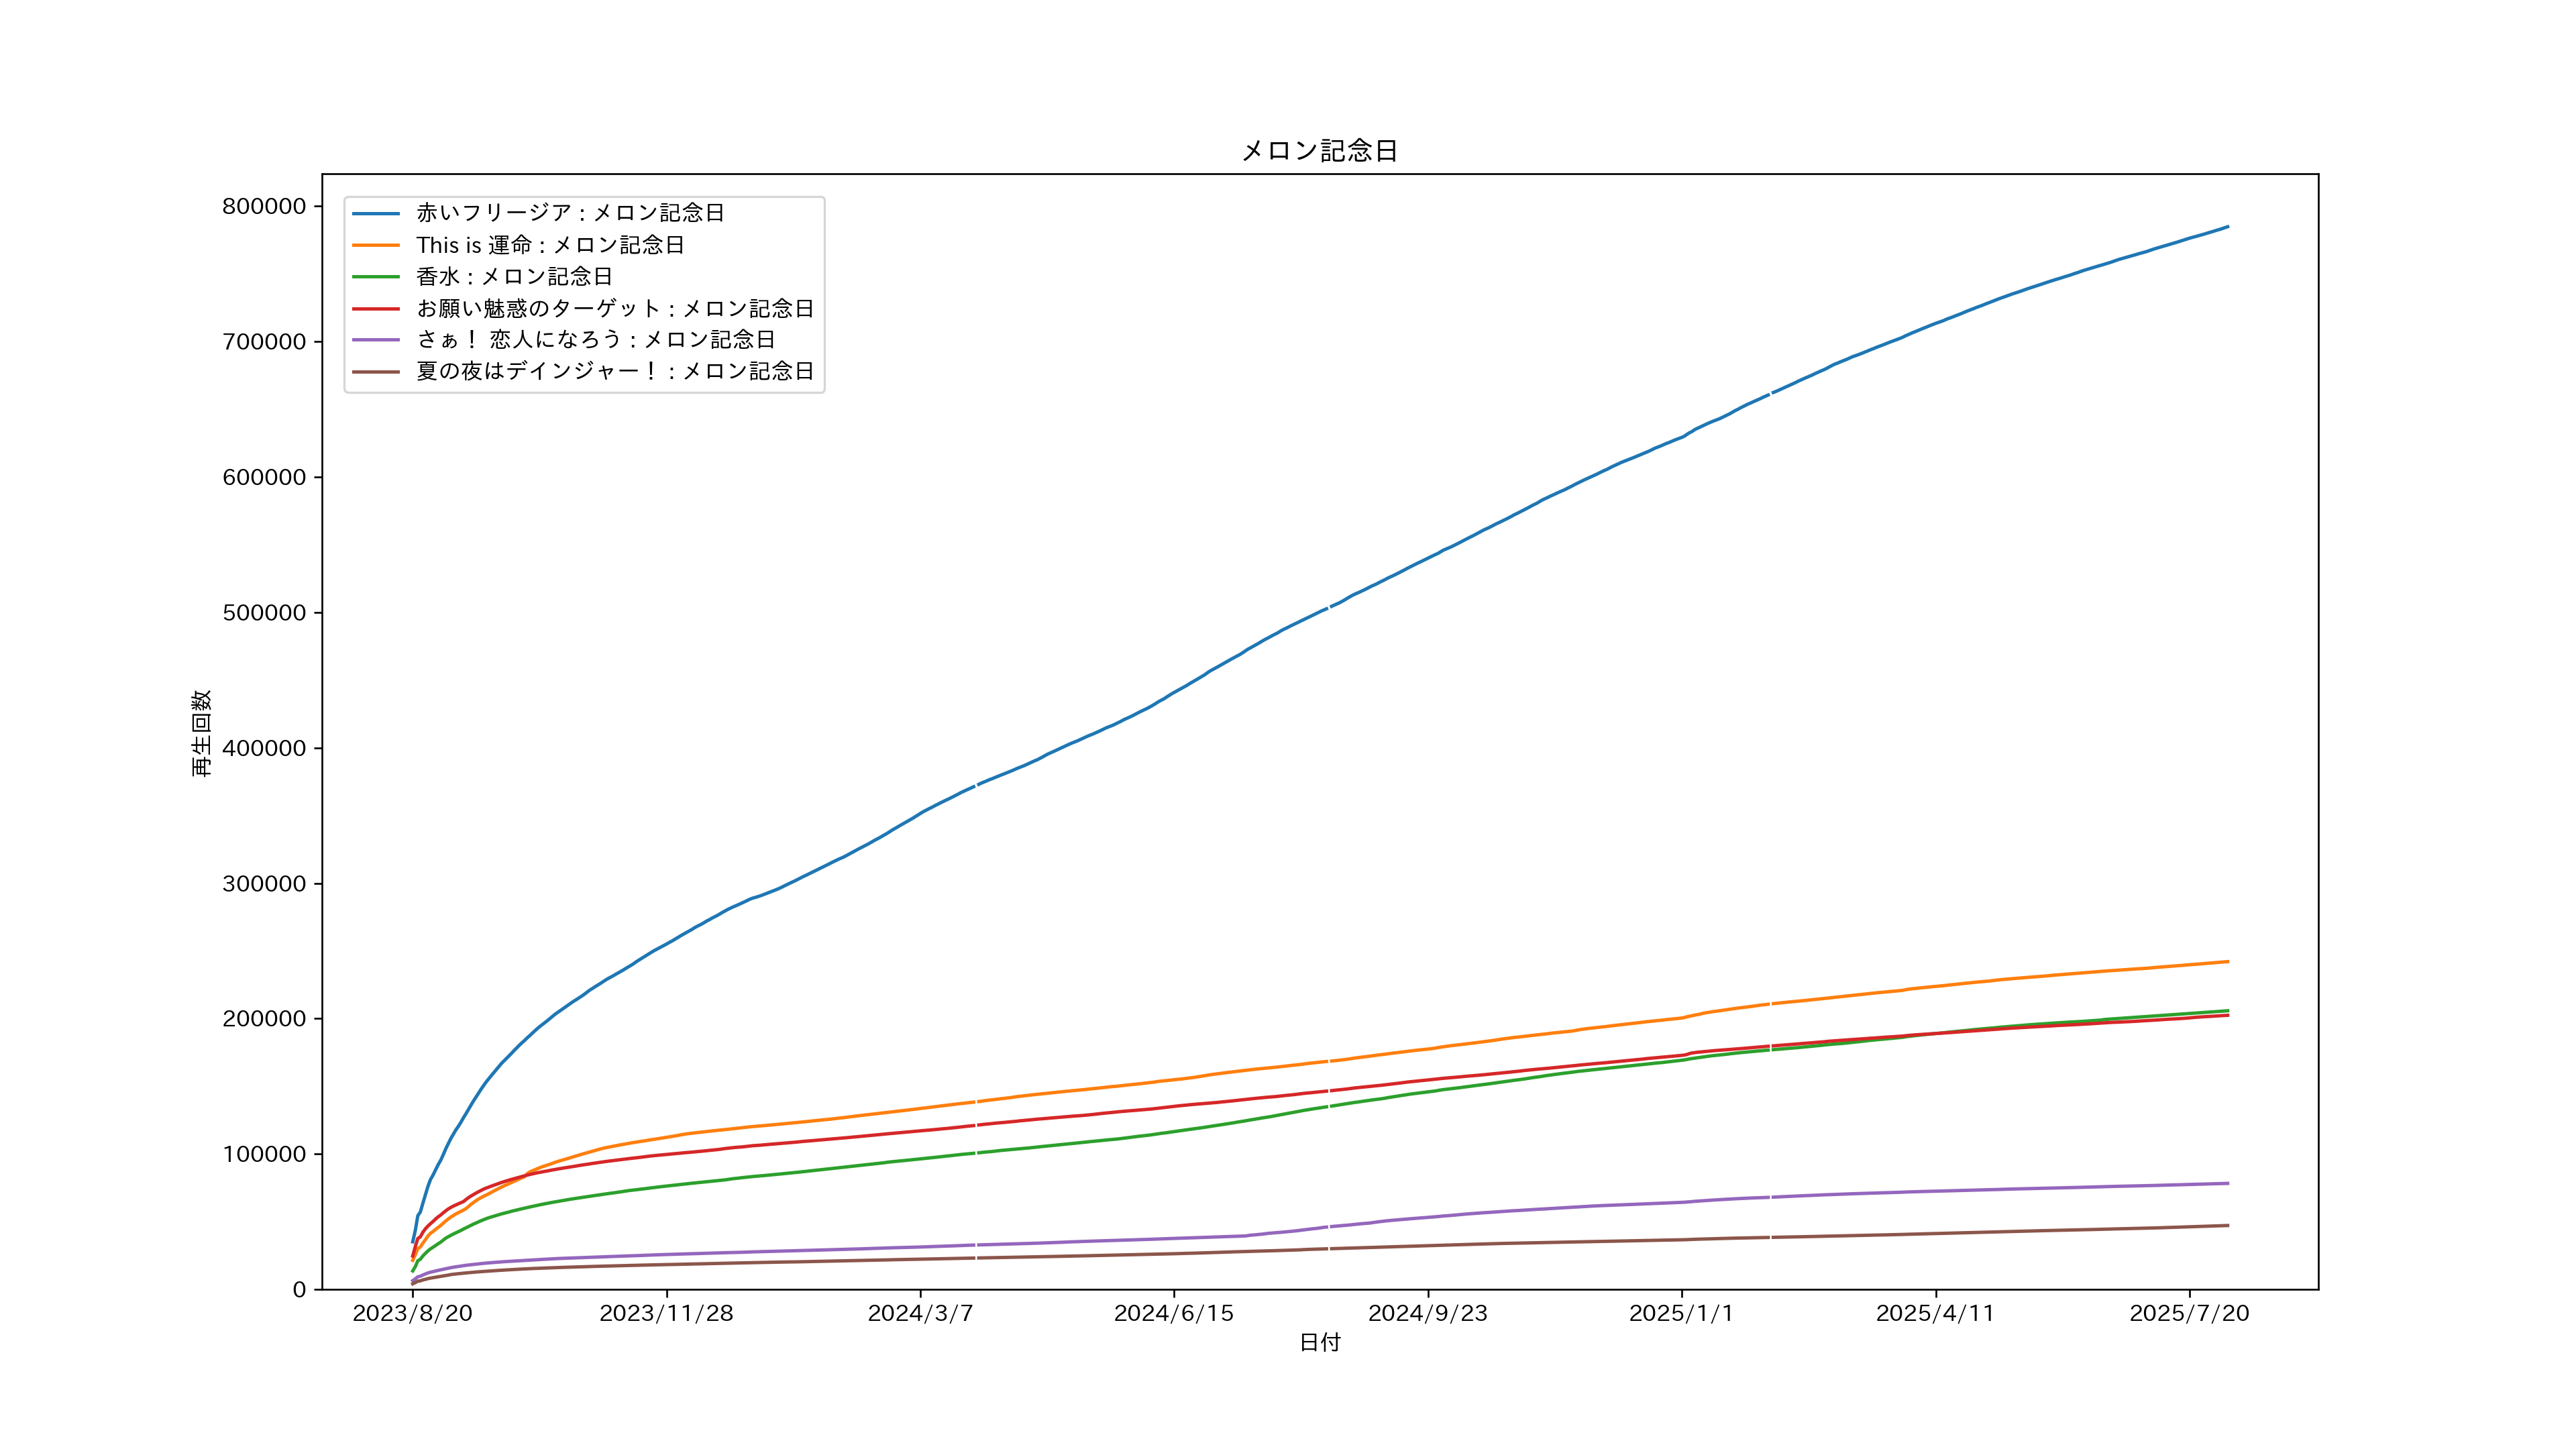 メロン記念日
赤いフリージア : メロン記念日
This is 運命 : メロン記念日
香水 : メロン記念日
お願い魅惑のターゲット : メロン記念日
さぁ！ 恋人になろう : メロン記念日
夏の夜はデインジャー！ : メロン記念日
再生回数
800000
700000
600000
500000
400000
300000
200000
100000
0
2023/8/20 2023/11/28 2024/3/7 2024/6/15 2024/9/23 2025/1/1 2025/4/11 2025/7/20
日付